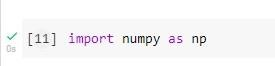 [11] import numpy as np
0s